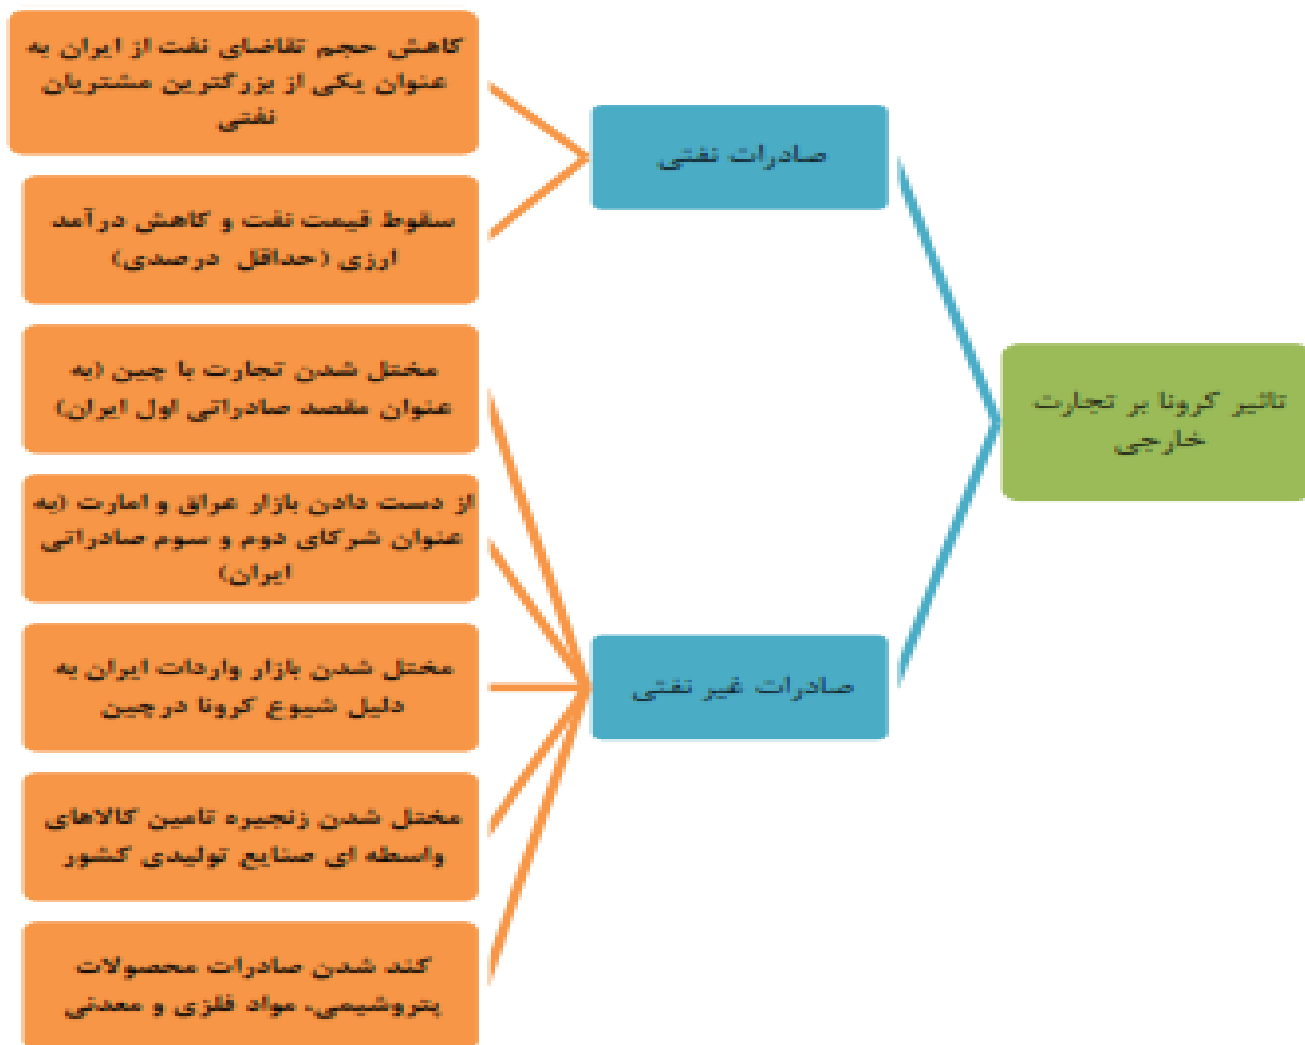 تاثیر کرونا بر تجارت
خارجی
صادرات نفتی
کاهش حجم تقاضای نفت از ایران به
عنوان یکی از بزرگترین مشتریان
نفتی
سقوط قیمت نفت و کاهش درآمد
ارزی (حداقل درصدی)
صادرات غیر نفتی
مختل شدن تجارت با چین (به
عنوان مقصد صادراتی اول ایران)
از دست دادن بازار عراق و امارت (به
عنوان شرکای دوم و سوم صادراتی
ایران)
مختل شدن بازار واردات ایران به
دلیل شیوع کرونا درچین
مختل شدن زنجیره تامین کالاهای
واسطه ای صنایع تولیدی کشور
کند شدن صادرات محصولات
پتروشیمی، مواد فلزی و معدنی